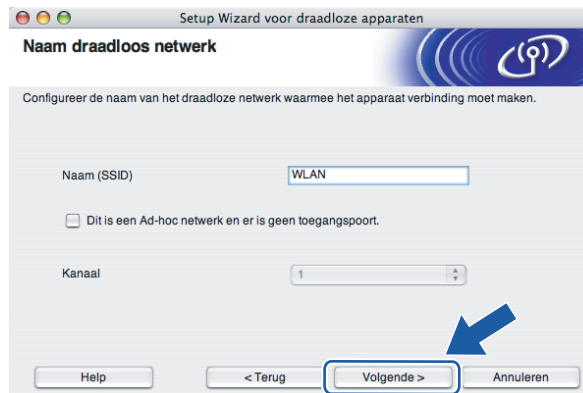 Setup Wizard voor draadloze apparaten
Naam draadloos netwerk
Configureer de naam van het draadloze netwerk waarmee het apparaat verbinding moet maken.
Naam (SSID)
WLAN
Dit is een Ad-hoc netwerk en er is geen toegangspoort.
Kanaal
1
Help
< Terug
Volgende >
Annuleren